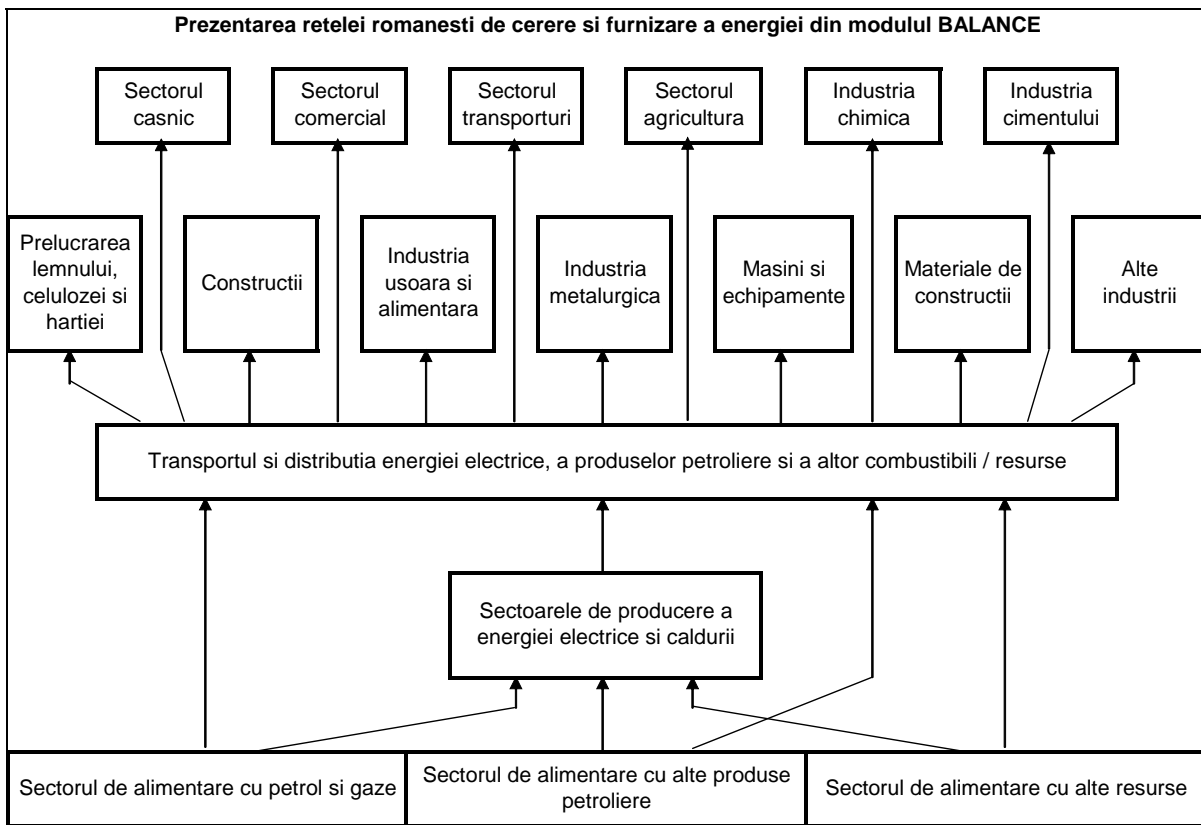 Prezentarea retelei romanesti de cerere si furnizare a energiei din modulul BALANCE
Sectorul
casnic
Sectorul
comercial
Sectorul
transporturi
Sectorul
agricultura
Industria
chimica
Industria
cimentului
Prelucrarea
lemnului,
celulozei si
hartiei
Constructii
Industria
usoara si
alimentara
Industria
metalurgica
Masini si
echipamente
Materiale de
constructii
Alte
industrii
Transportul si distributia energiei electrice, a produselor petroliere si a altor combustibili / resurse
Sectoarele de producere a
energiei electrice si caldurii
Sectorul de alimentare cu petrol si gaze
Sectorul de alimentare cu alte produse
petroliere
Sectorul de alimentare cu alte resurse